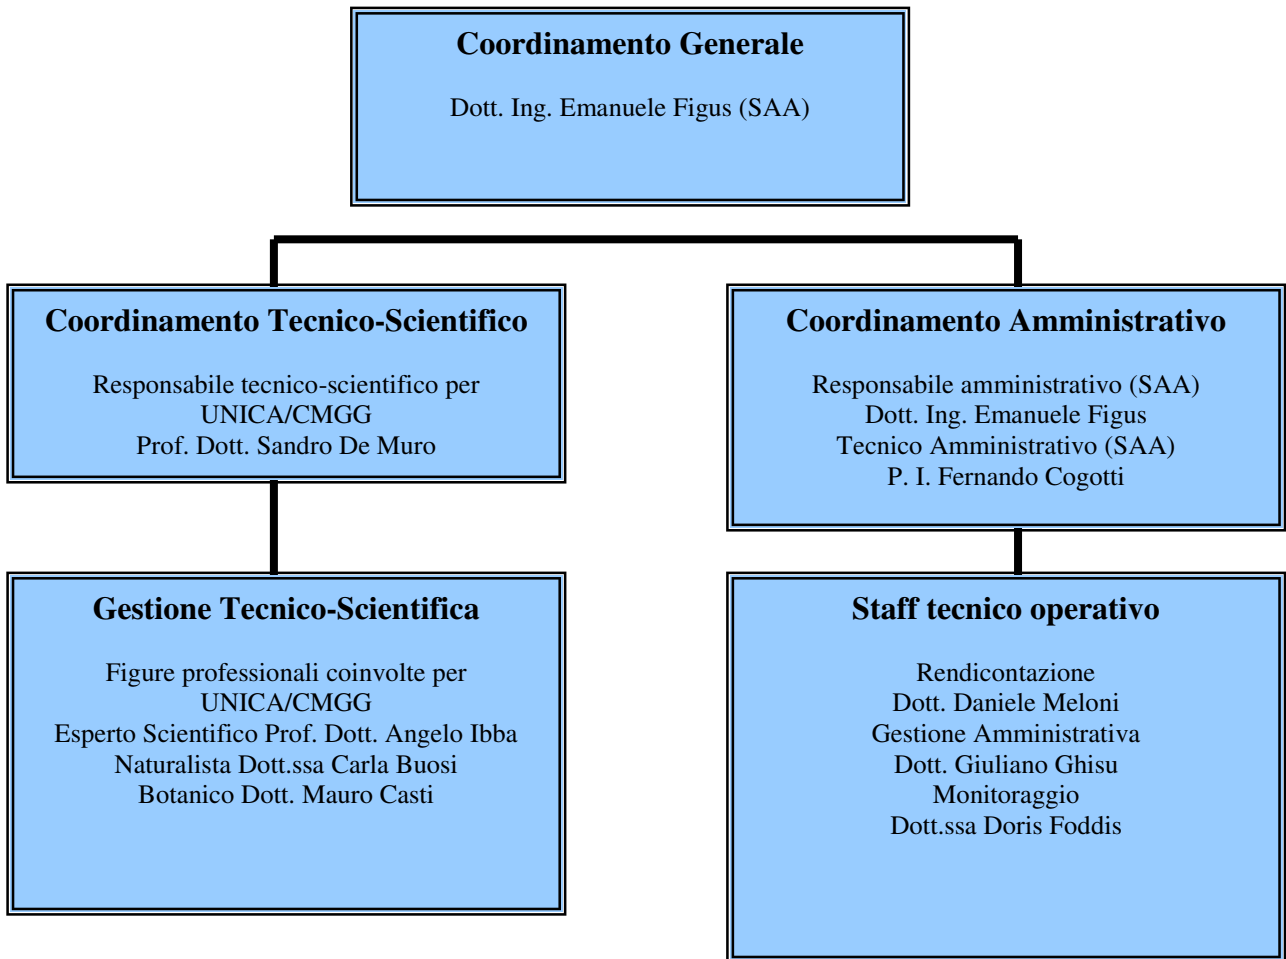 Coordinamento Generale
Dott. Ing. Emanuele Figus (SAA)
Coordinamento Tecnico-Scientifico
Responsabile tecnico-scientifico per
UNICA/CMGG
Prof. Dott. Sandro De Muro
Coordinamento Amministrativo
Responsabile amministrativo (SAA)
Dott. Ing. Emanuele Figus
Tecnico Amministrativo (SAA)
P. I. Fernando Cogotti
Gestione Tecnico-Scientifica
Figure professionali coinvolte per
UNICA/CMGG
Esperto Scientifico Prof. Dott. Angelo Ibba
Naturalista Dott.ssa Carla Buosi
Botanico Dott. Mauro Casti
Staff tecnico operativo
Rendicontazione
Dott. Daniele Meloni
Gestione Amministrativa
Dott. Giuliano Ghisu
Monitoraggio
Dott.ssa Doris Foddis